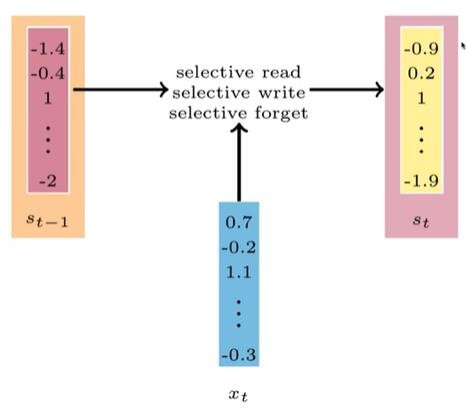 -1.4
-0.4
1
⋮
-2
s_{t-1}
selective read
selective write
selective forget
-0.9
0.2
1
⋮
-1.9
s_t
0.7
-0.2
1.1
⋮
-0.3
x_t